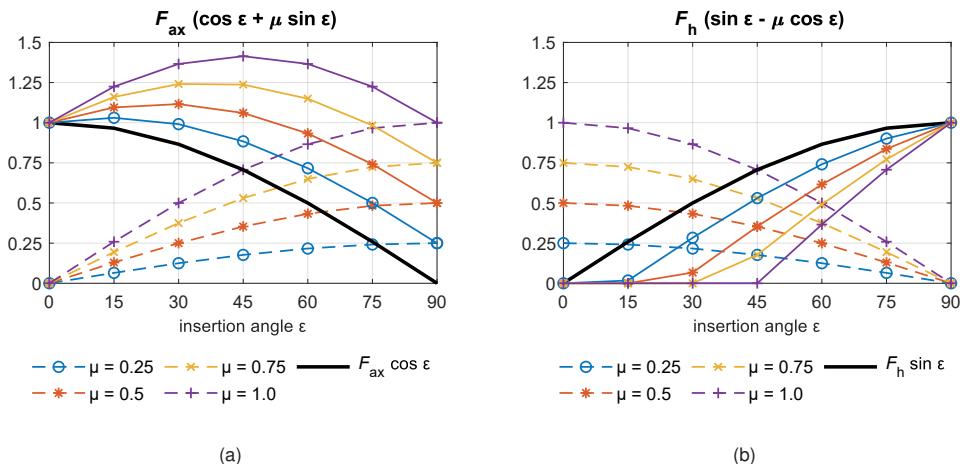 F_ax (cos ε + μ sin ε)
1.5
1.25
1
0.75
0.5
0.25
0
0 15 30 45 60 75 90
insertion angle ε
μ = 0.25 μ = 0.75 F_ax cos ε
μ = 0.5 μ = 1.0
(a)
F_h (sin ε - μ cos ε)
1.5
1.25
1
0.75
0.5
0.25
0
0 15 30 45 60 75 90
insertion angle ε
μ = 0.25 μ = 0.75 F_h sin ε
μ = 0.5 μ = 1.0
(b)